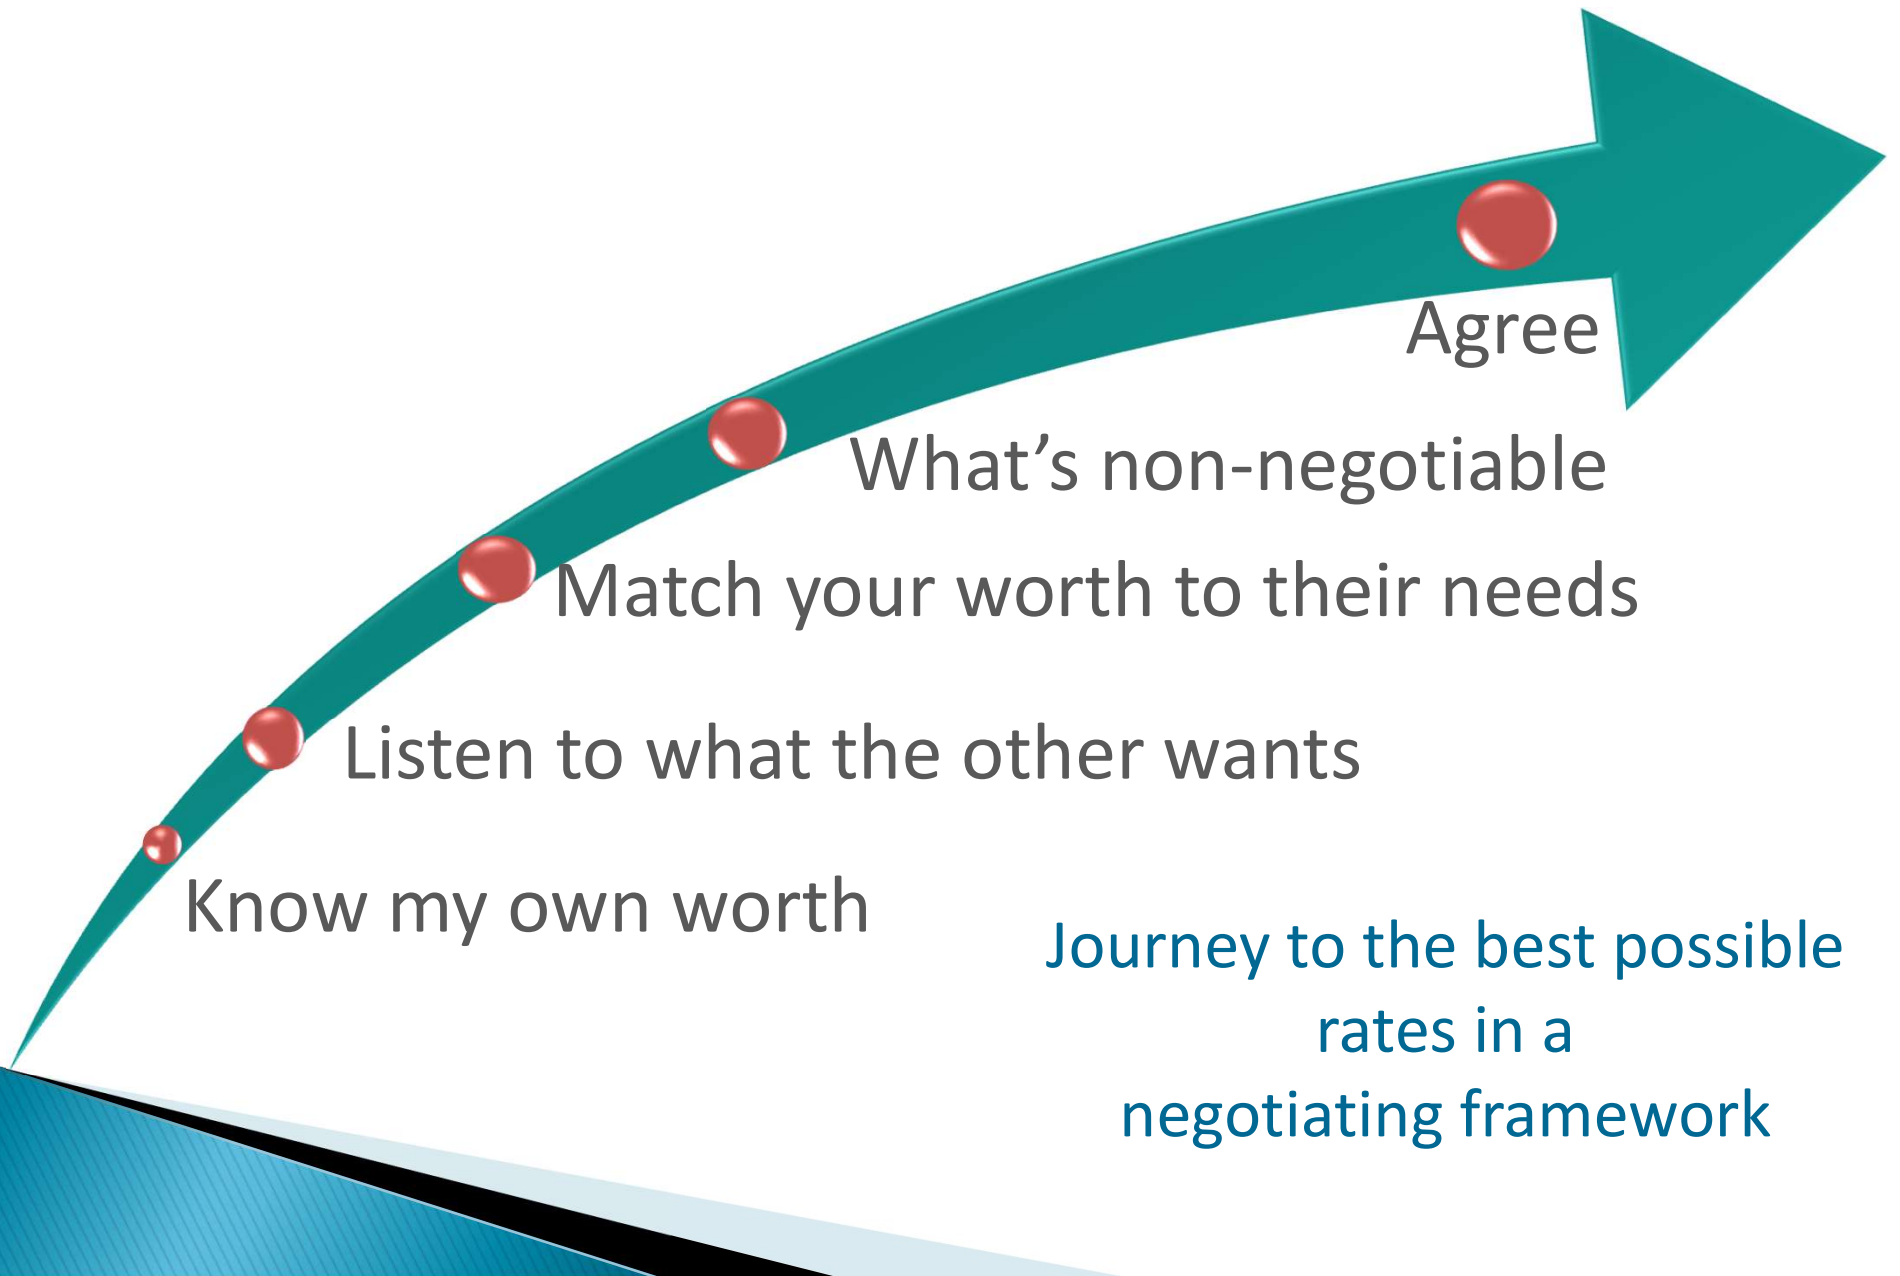 Agree
What’s non-negotiable
Match your worth to their needs
Listen to what the other wants
Know my own worth
Journey to the best possible
rates in a
negotiating framework